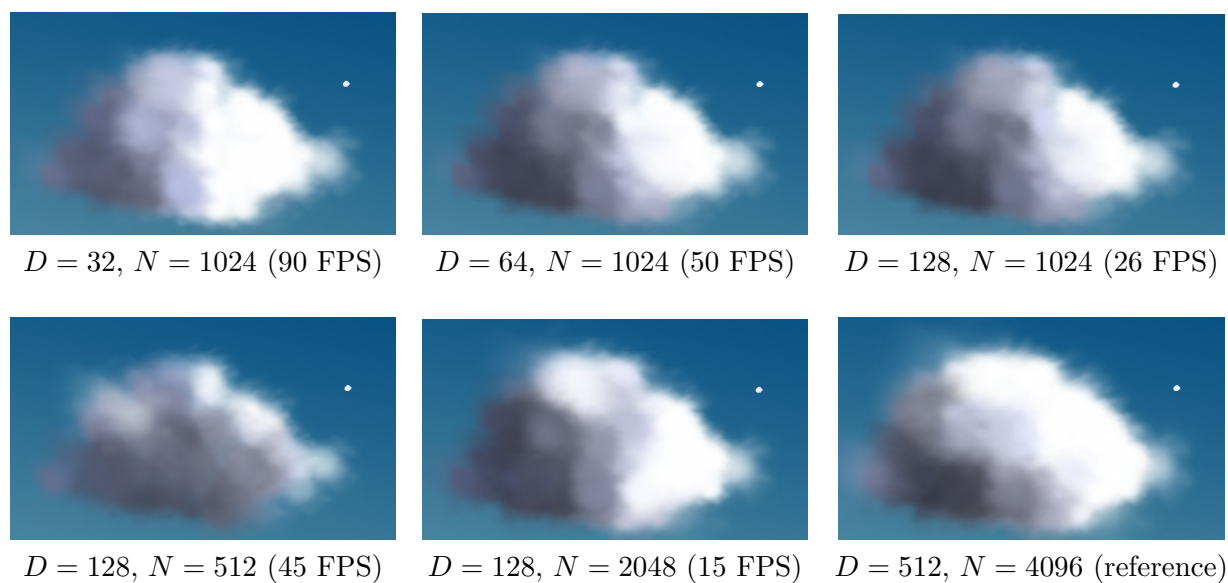 D = 32, N = 1024 (90 FPS)
D = 64, N = 1024 (50 FPS)
D = 128, N = 1024 (26 FPS)
D = 128, N = 512 (45 FPS)
D = 128, N = 2048 (15 FPS)
D = 512, N = 4096 (reference)